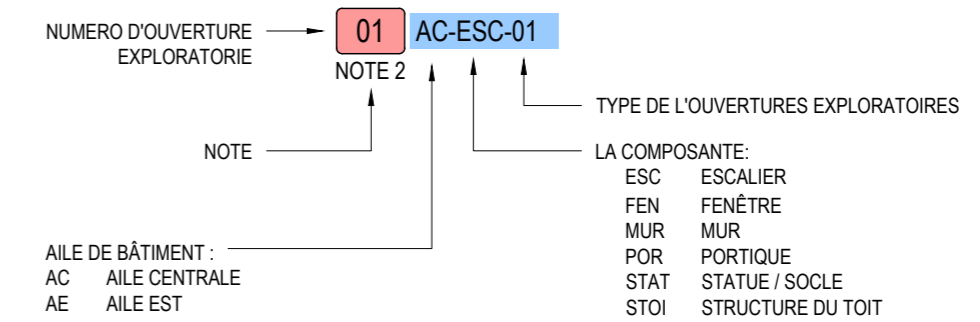 NUMERO D'OUVERTURE
EXPLORATORIE
01 AC-ESC-01
NOTE 2
TYPE DE L'OUVERTURES EXPLORATOIRES
NOTE
LA COMPOSANTE:
ESC ESCALIER
FEN FENÊTRE
MUR MUR
POR PORTIQUE
STAT STATUE / SOCLE
STOI STRUCTURE DU TOIT
AILE DE BÂTIMENT :
AC AILE CENTRALE
AE AILE EST